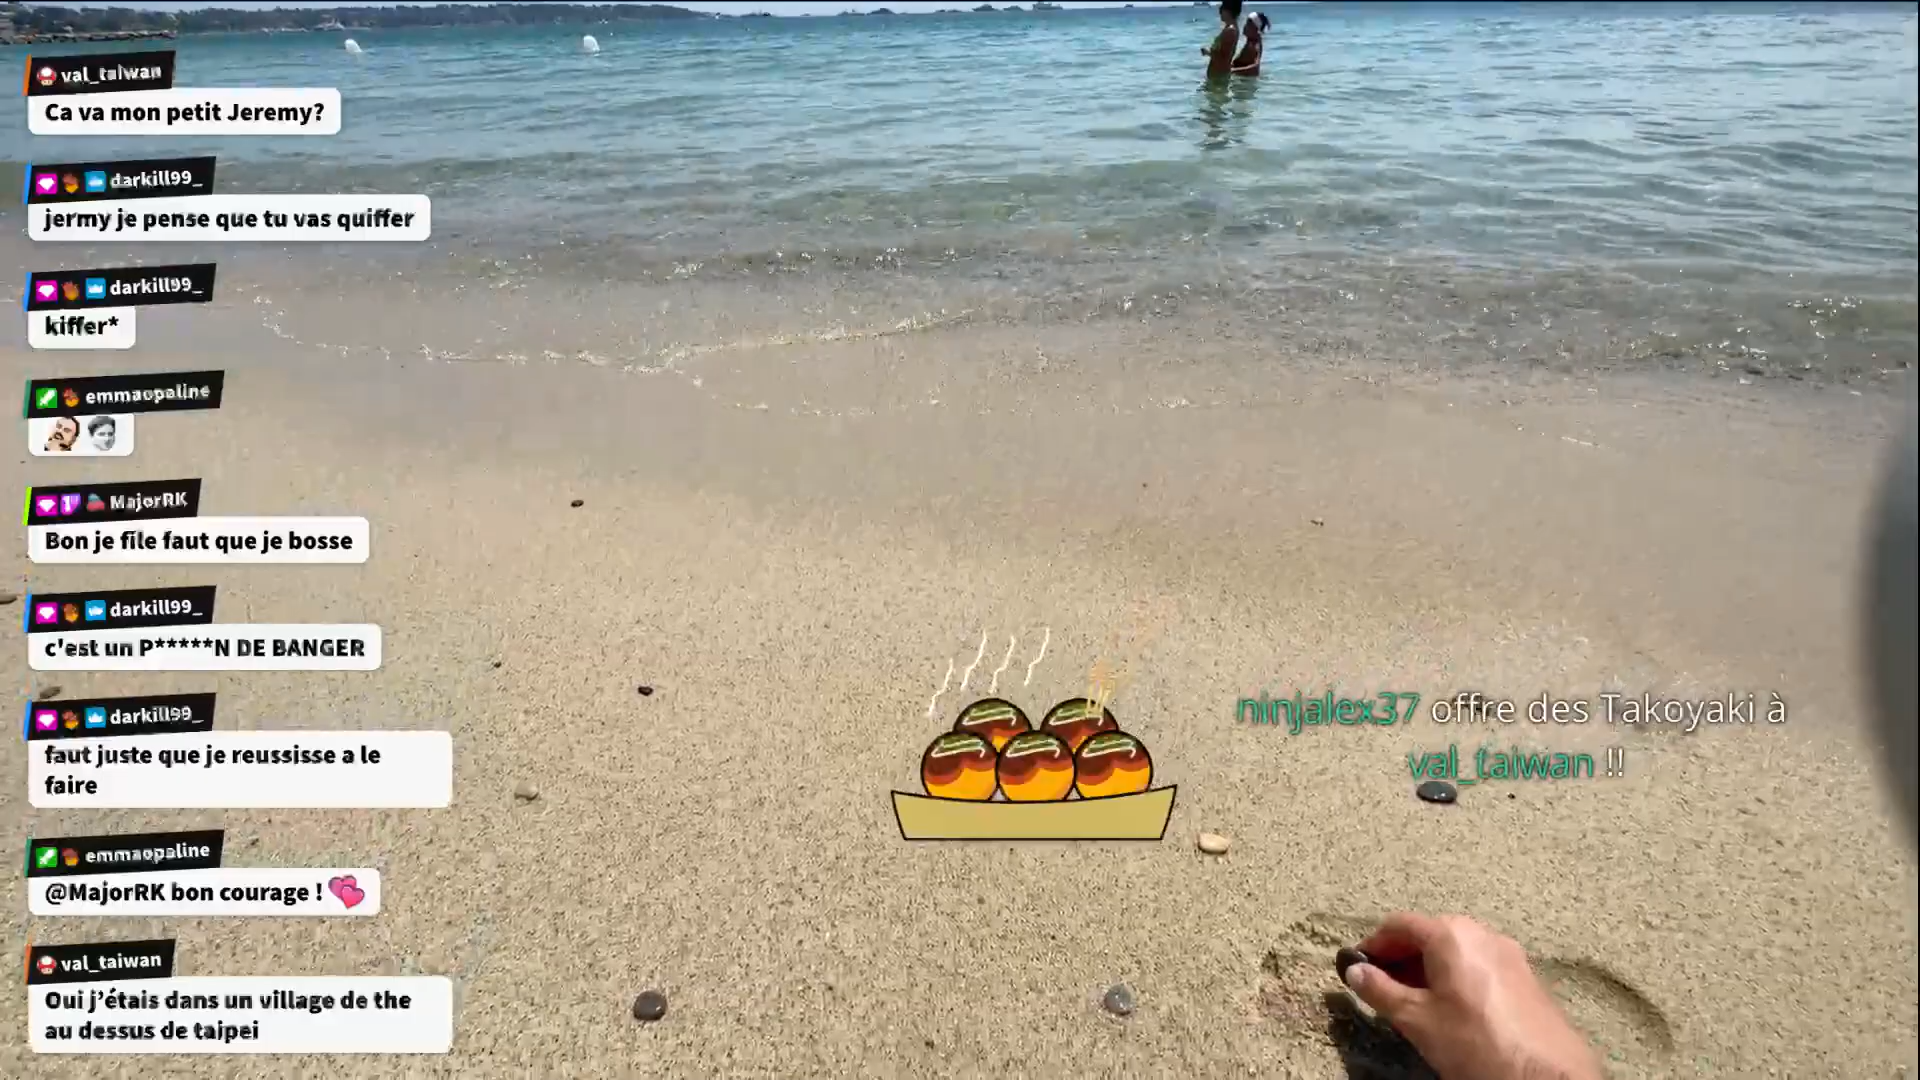 val_taiwan
Ca va mon petit Jeremy?
darkill99_
jermy je pense que tu vas quiffer
darkill99_
kiffer*
emmaopaline
MajorRK
Bon je file faut que je bosse
darkill99_
c'est un P*****N DE BANGER
darkill99_
faut juste que je reussisse a le
faire
emmaopaline
@MajorRK bon courage !
val_taiwan
Oui j'étais dans un village de the
au dessus de taipei
ninjalex37 offre des Takoyaki à
val_taiwan !!